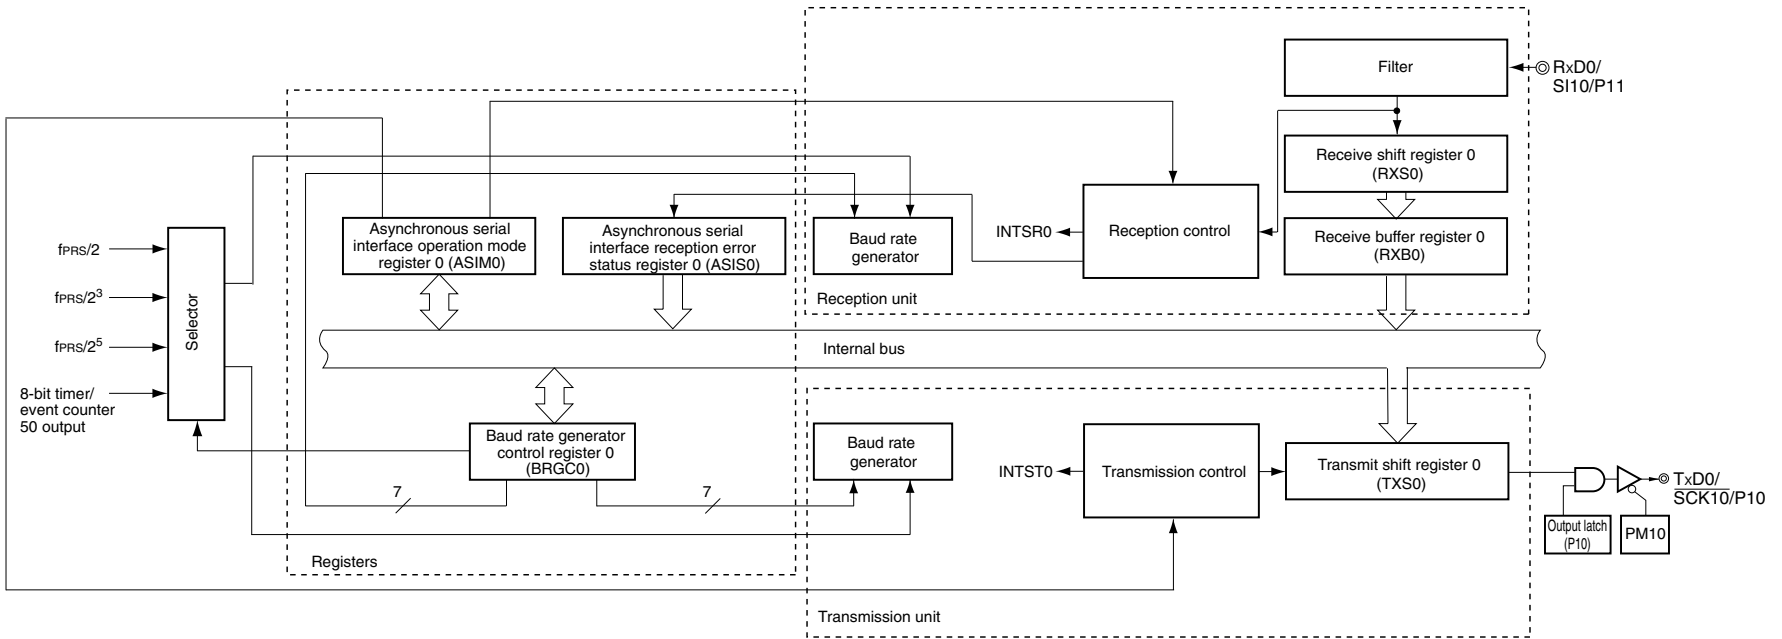 Filter
RxD0/
SI10/P11
Receive shift register 0
(RXS0)
Asynchronous serial
interface operation mode
register 0 (ASIM0)
Asynchronous serial
interface reception error
status register 0 (ASIS0)
Baud rate
generator
INTSR0
Reception control
Receive buffer register 0
(RXB0)
Reception unit
fPRS/2
fPRS/2³
fPRS/2⁵
8-bit timer/
event counter
50 output
Selector
Internal bus
Baud rate generator
control register 0
(BRGC0)
7
7
Baud rate
generator
INTST0
Transmission control
Transmit shift register 0
(TXS0)
TxD0/
SCK10/P10
Output latch
(P10)
PM10
Registers
Transmission unit